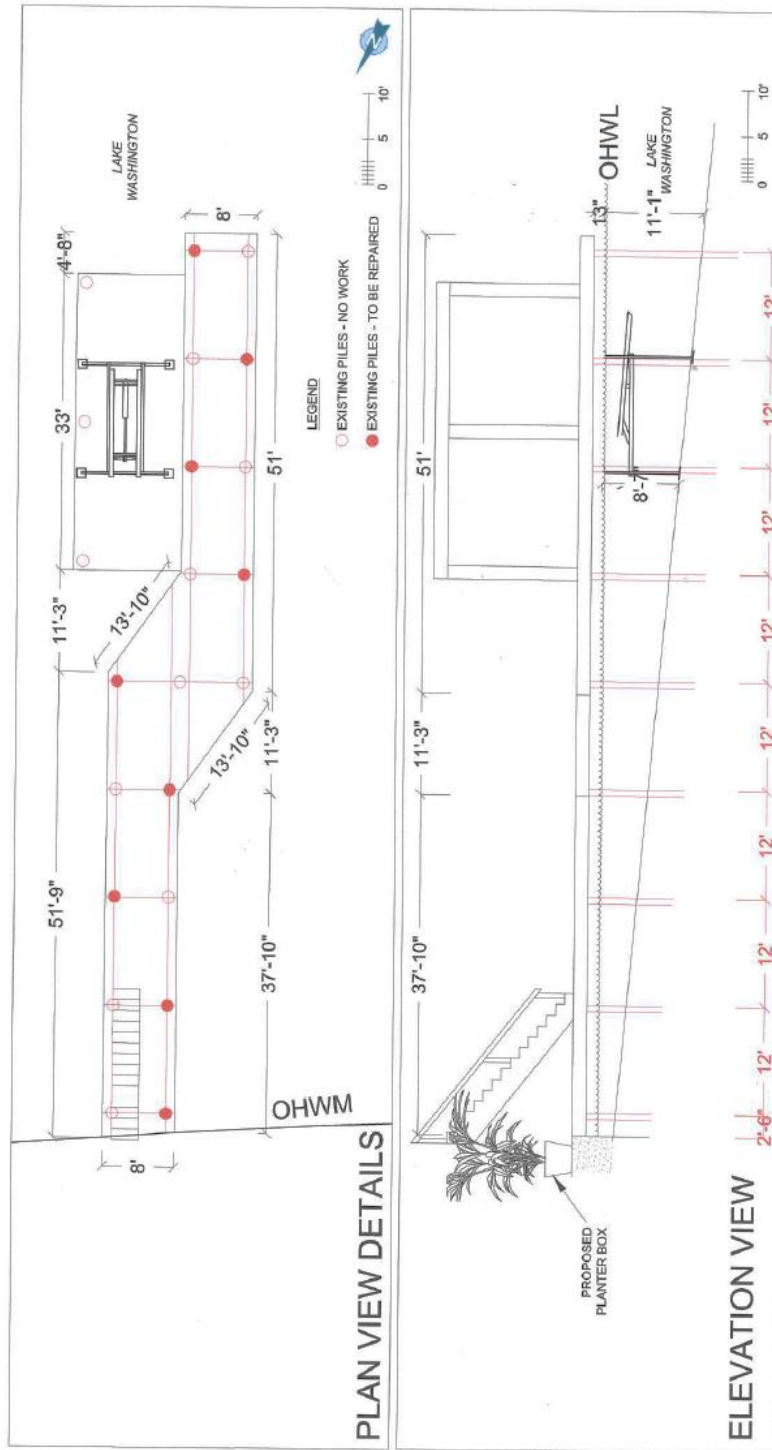 PLAN VIEW DETAILS
OHWM
8'
51'-9"
37'-10"
11'-3"
13'-10"
13'-10"
11'-3"
33'
4'-8"
51'
8'
LAKE
WASHINGTON
LEGEND
EXISTING PILES - NO WORK
EXISTING PILES - TO BE REPAIRED
N
0 5 10'
ELEVATION VIEW
PROPOSED
PLANTER BOX
37'-10"
11'-3"
51'
OHWL
13"
11'-1"
LAKE
WASHINGTON
8'-7"
2'-6"
12'
12'
12'
12'
12'
12'
12'
12'
0 5 10'